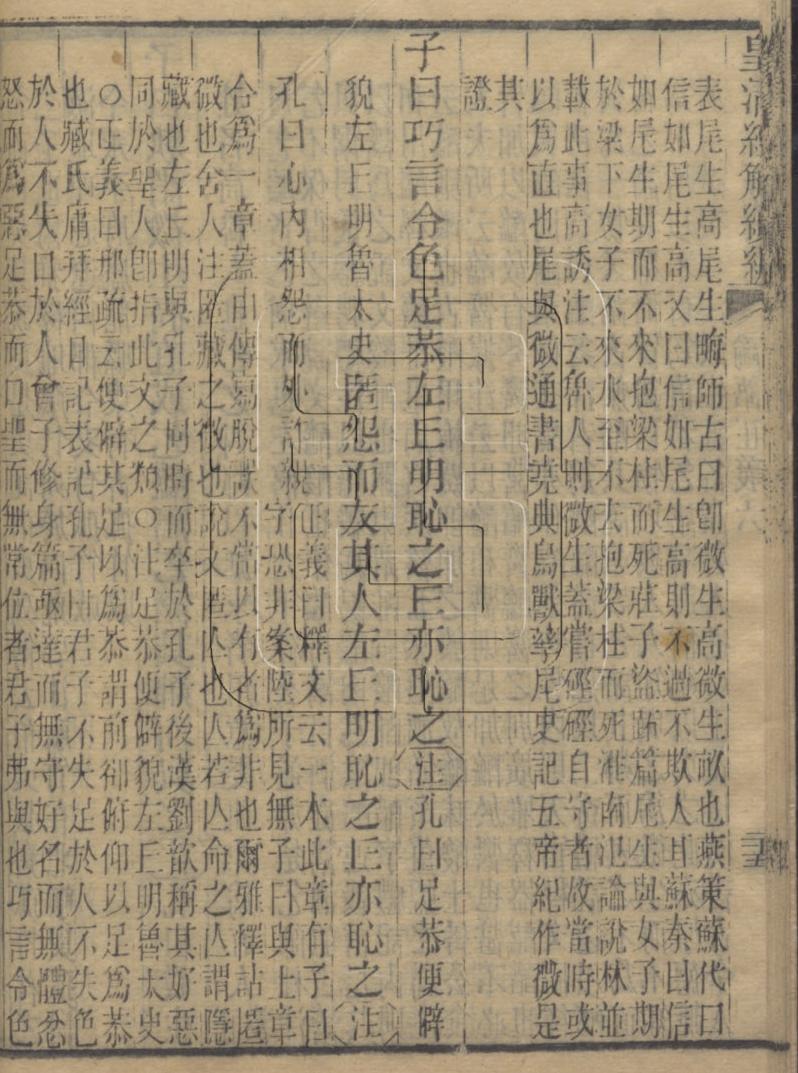 皇淸經解續編
表尾生高尾生晦師古曰卽微生高微生畝也燕策蘇代曰
信如尾生高又曰信如尾生高則不過不欺人耳蘇秦曰信
如尾生期而不來抱梁柱而死莊子盜跖篇尾生與女子期
於梁下女子不來水至不去抱梁柱而死淮南氾論說林並
載此事高誘注云魯人則微生蓋嘗硜硜自守者故當時或
以爲直也尾與微通書堯典鳥獸孳尾史記五帝紀作微是
其
證
子曰巧言令色足恭左丘明恥之丘亦恥之注孔曰足恭便辟
貌左丘明魯太史匿怨而友其人左丘明恥之丘亦恥之注
孔曰心內相怨而外詐親
正義曰釋文云一本此章有子曰
字恐非案陸所見無子曰與上章
合爲一章蓋由傳寫脫誤不當以有者爲非也爾雅釋詁匿
微也舍人注匿藏之微也說文匿亾也亾若亾命之亾謂隱
藏也左丘明與孔子同時而卒於孔子後漢劉歆稱其好惡
同於聖人卽指此文之類○注足恭便僻貌左丘明魯太史
○正義曰邢疏云便僻其足以爲恭謂前卻俯仰以足爲恭
也臧氏庸拜經日記表記孔子曰君子不失足於人不失色
於人不失口於人曾子修身篇亟達而無守好名而無體忿
怒而爲惡足恭而口聖而無常位者君子弗與也巧言令色